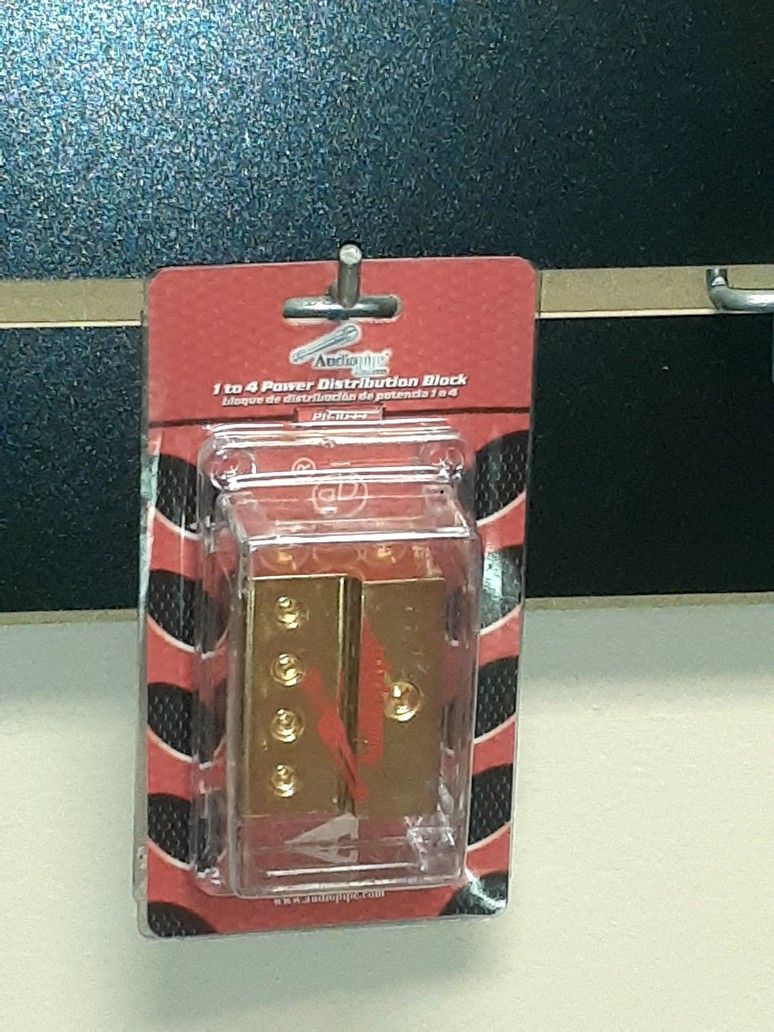 Audiopipe
1 to 4 Power Distribution Block
bloque de distribución de potencia 1 a 4
®
www.audiopipe.com